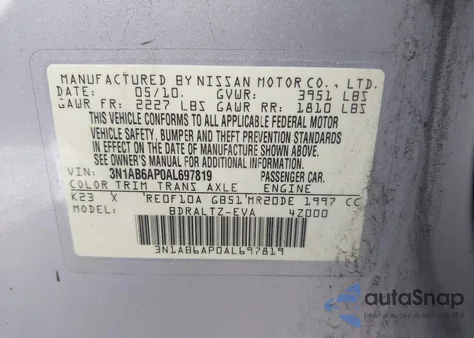 MANUFACTURED BY NISSAN MOTOR CO., LTD.
DATE: 05/10. GVWR: 3951 LBS
GAWR FR: 2227 LBS GAWR RR: 1810 LBS
THIS VEHICLE CONFORMS TO ALL APPLICABLE FEDERAL MOTOR
VEHICLE SAFETY, BUMPER AND THEFT PREVENTION STANDARDS
IN EFFECT ON THE DATE OF MANUFACTURE SHOWN ABOVE.
SEE OWNER'S MANUAL FOR ADDITIONAL INFORMATION
VIN: 3N1AB6AP0AL697819 PASSENGER CAR.
COLOR TRIM TRANS AXLE ENGINE
K23 X RE0F10A GB51 MR20DE 1997 CC
MODEL: BDRALTZ-EVA 4Z000
3N1AB6AP0AL697819
autoSnap